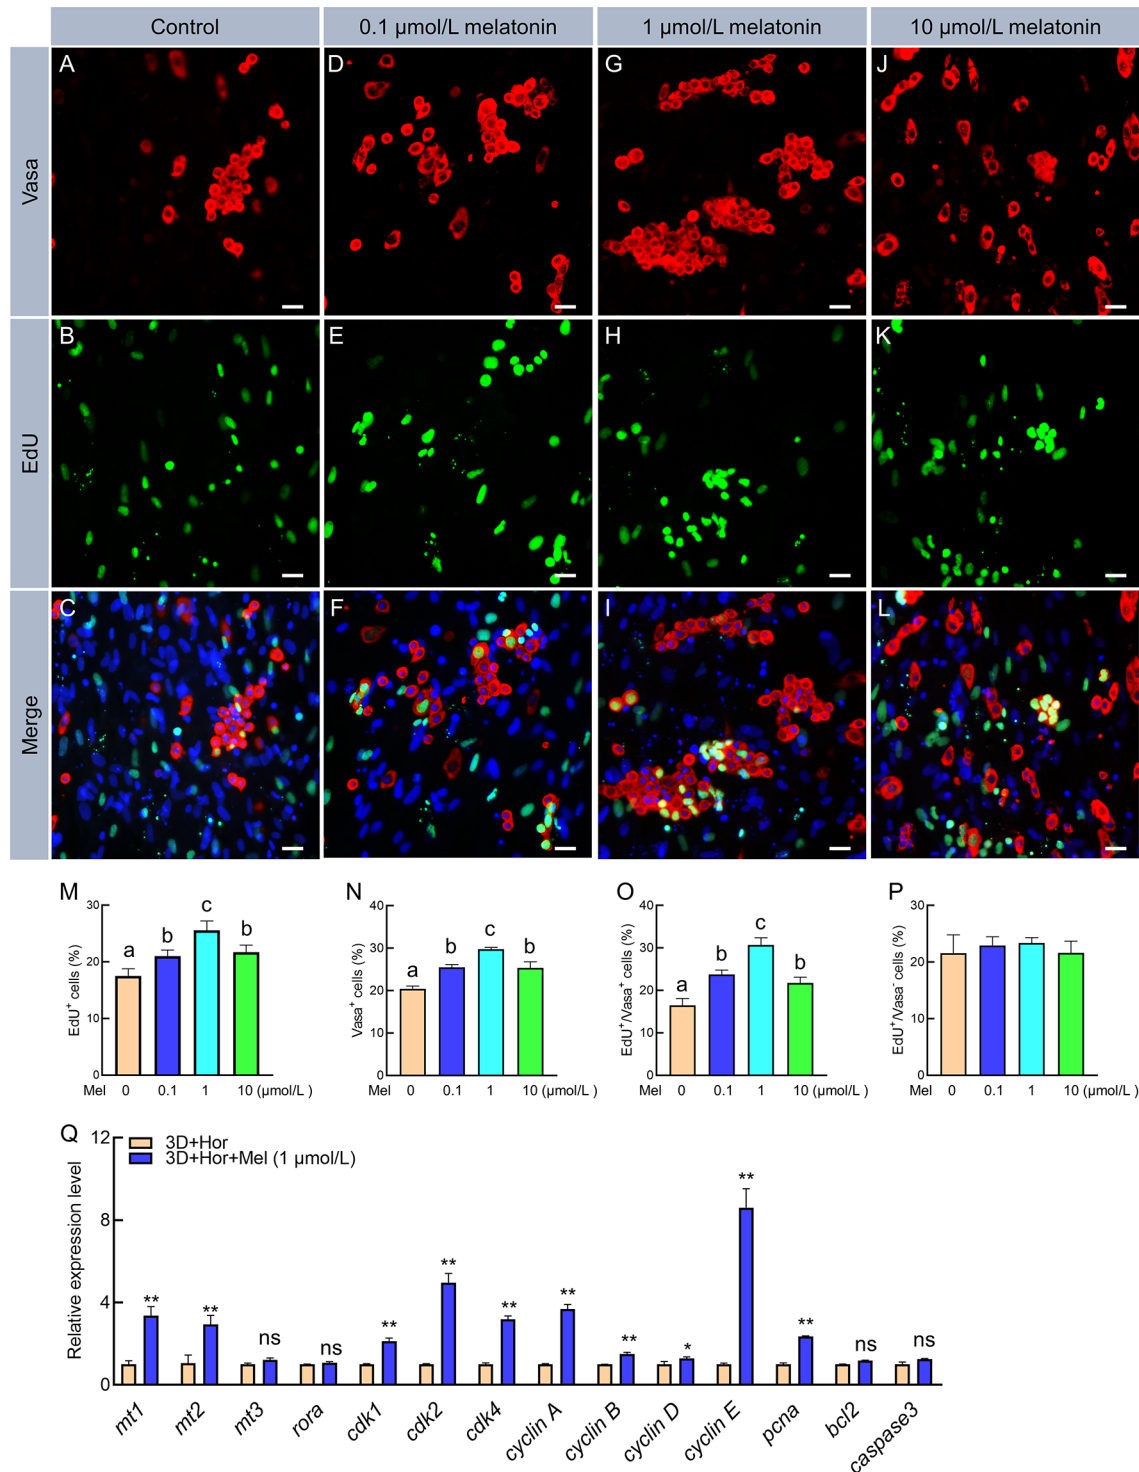 Control 0.1 µmol/L melatonin 1 µmol/L melatonin 10 µmol/L melatonin
Vasa
A D G J
EdU
B E H K
Merge
C F I L
M
EdU⁺ cells (%)
30
20
10
0
a b c b
Mel 0 0.1 1 10 (µmol/L)
N
Vasa⁺ cells (%)
40
30
20
10
0
a b c b
Mel 0 0.1 1 10 (µmol/L)
O
EdU⁺/Vasa⁺ cells (%)
40
30
20
10
0
a b c b
Mel 0 0.1 1 10 (µmol/L)
P
EdU⁺/Vasa⁻ cells (%)
30
20
10
0
Mel 0 0.1 1 10 (µmol/L)
Q
Relative expression level
12
8
4
0
3D+Hor
3D+Hor+Mel (1 µmol/L)
** ** ns ns ** ** ** ** ** * ** ** ns ns
mt1 mt2 mt3 rora cdk1 cdk2 cdk4 cyclin A cyclin B cyclin D cyclin E pcna bcl2 caspase3